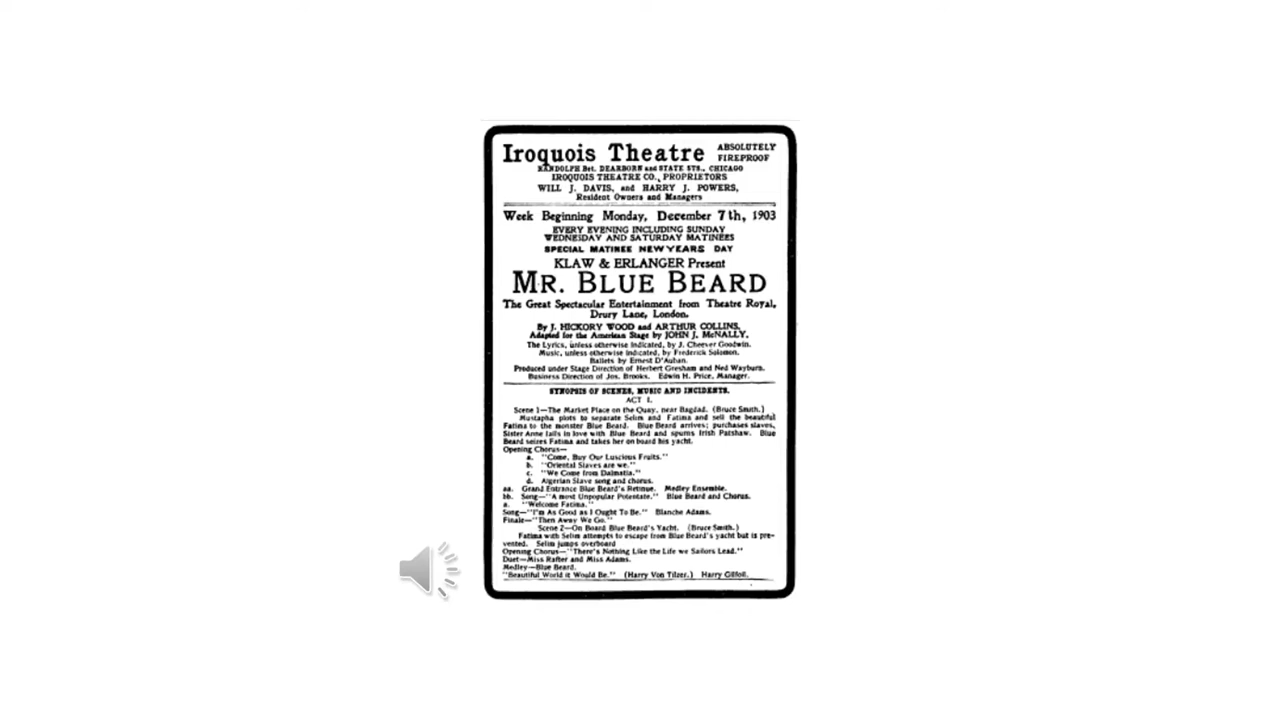 Iroquois Theatre ABSOLUTELY FIREPROOF
RANDOLPH Bet. DEARBORN and STATE STS., CHICAGO
IROQUOIS THEATRE CO., PROPRIETORS
WILL J. DAVIS, and HARRY J. POWERS,
Resident Owners and Managers
Week Beginning Monday, December 7th, 1903
EVERY EVENING INCLUDING SUNDAY
WEDNESDAY AND SATURDAY MATINEES
SPECIAL MATINEE NEW YEARS DAY
KLAW & ERLANGER Present
MR. BLUE BEARD
The Great Spectacular Entertainment from Theatre Royal,
Drury Lane, London.
By J. HICKORY WOOD and ARTHUR COLLINS,
Adapted for the American Stage by JOHN J. McNALLY.
The Lyrics, unless otherwise indicated, by J. Cheever Goodwin.
Music, unless otherwise indicated, by Frederick Solomon.
Ballets by Ernest D'Auban.
Produced under Stage Direction of Herbert Gresham and Ned Wayburn.
Business Direction of Jos. Brooks. Edwin H. Price, Manager.
SYNOPSIS OF SCENES, MUSIC AND INCIDENTS.
ACT I.
Scene 1—The Market Place on the Quay, near Bagdad. (Bruce Smith.)
Mustapha plots to separate Selim and Fatima and sell the beautiful
Fatima to the monster Blue Beard. Blue Beard arrives; purchases slaves,
Sister Anne falls in love with Blue Beard and spurns Irish Patshaw. Blue
Beard seizes Fatima and takes her on board his yacht.
Opening Chorus—
a. "Come, Buy Our Luscious Fruits."
b. "Oriental Slaves are we."
c. "We Come from Dalmatia."
d. Algerian Slave song and chorus.
aa. Grand Entrance Blue Beard's Retinue. Medley Ensemble.
bb. Song—"A most Unpopular Potentate." Blue Beard and Chorus.
a. "Welcome Fatima."
Song—"I'm As Good as I Ought To Be." Blanche Adams.
Finale—"Then Away We Go."
Scene 2—On Board Blue Beard's Yacht. (Bruce Smith.)
Fatima with Selim attempts to escape from Blue Beard's yacht but is pre-
vented. Selim jumps overboard
Opening Chorus—"There's Nothing Like the Life we Sailors Lead."
Duet—Miss Rafter and Miss Adams.
Medley—Blue Beard.
"Beautiful World it Would Be." (Harry Von Tilzer.) Harry Gilfoil.